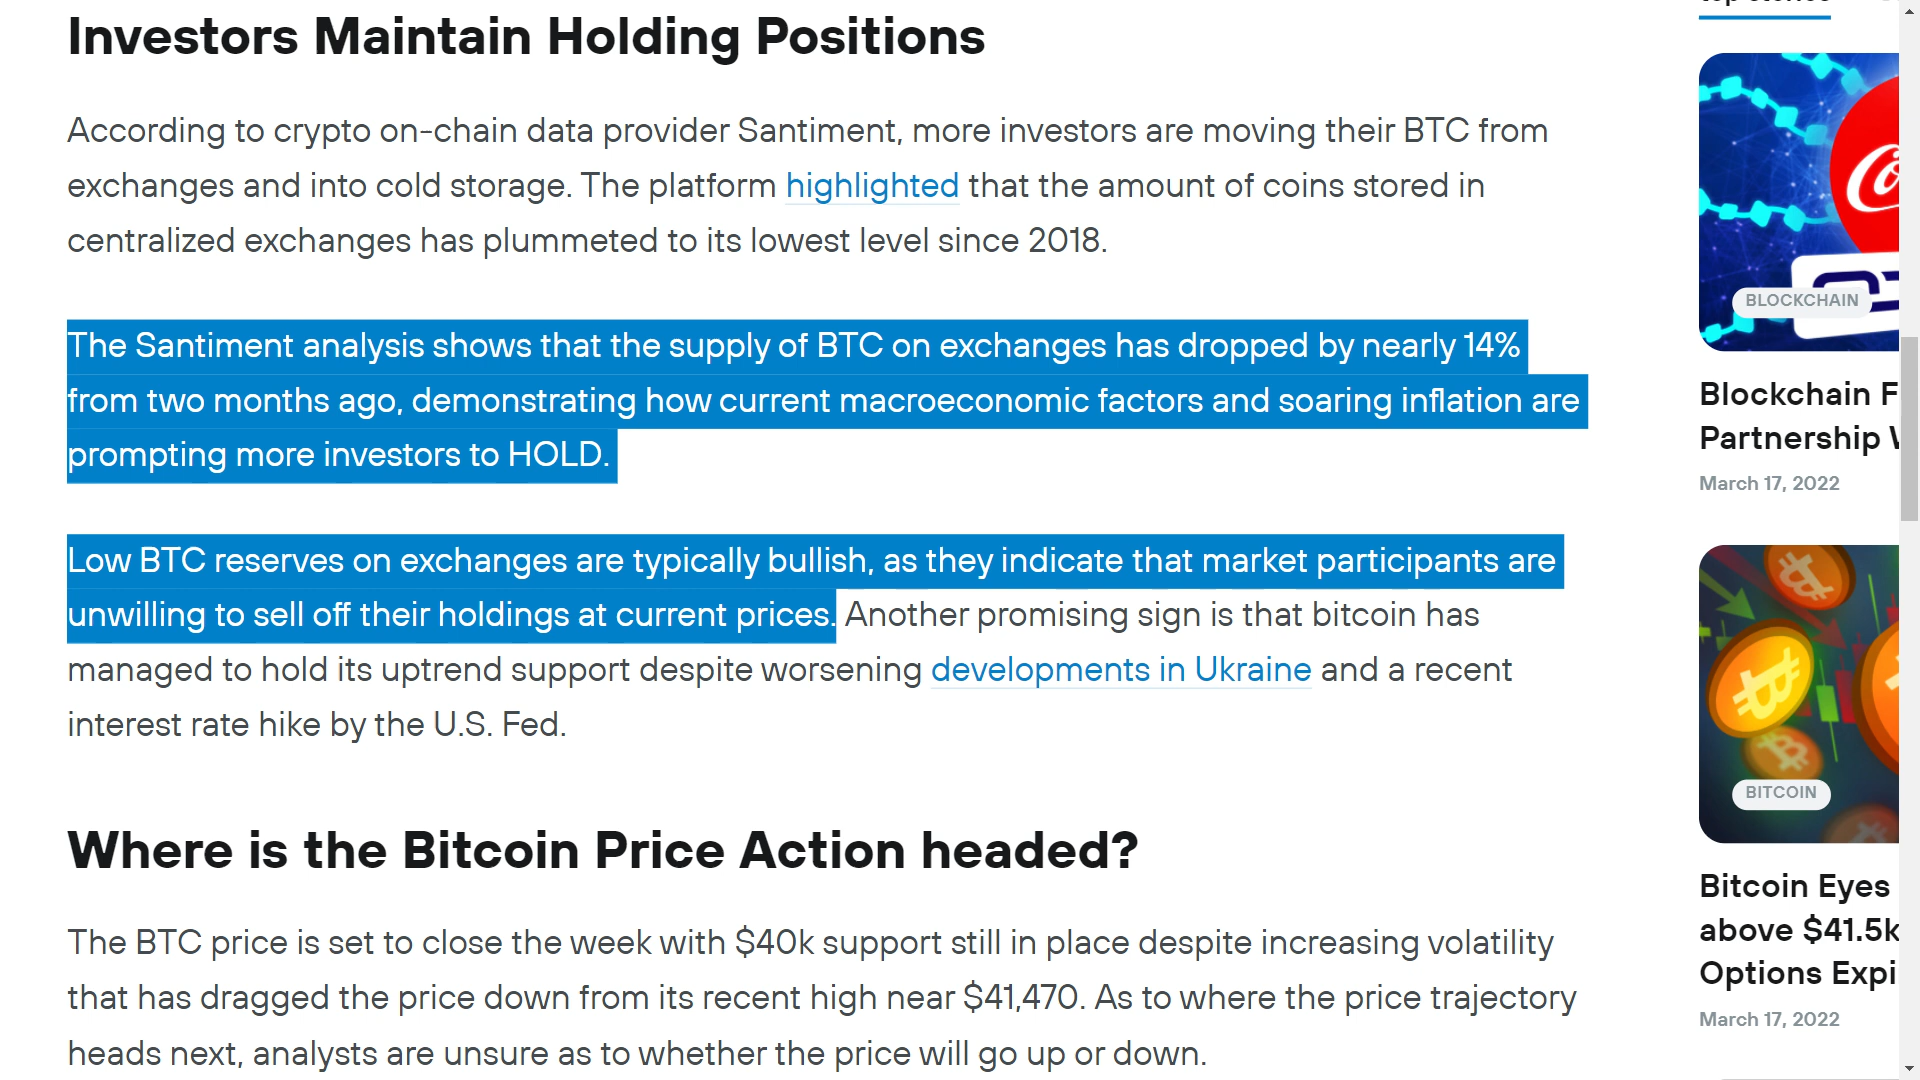 Investors Maintain Holding Positions
According to crypto on-chain data provider Santiment, more investors are moving their BTC from
exchanges and into cold storage. The platform highlighted that the amount of coins stored in
centralized exchanges has plummeted to its lowest level since 2018.
The Santiment analysis shows that the supply of BTC on exchanges has dropped by nearly 14%
from two months ago, demonstrating how current macroeconomic factors and soaring inflation are
prompting more investors to HOLD.
Low BTC reserves on exchanges are typically bullish, as they indicate that market participants are
unwilling to sell off their holdings at current prices. Another promising sign is that bitcoin has
managed to hold its uptrend support despite worsening developments in Ukraine and a recent
interest rate hike by the U.S. Fed.
Where is the Bitcoin Price Action headed?
The BTC price is set to close the week with $40k support still in place despite increasing volatility
that has dragged the price down from its recent high near $41,470. As to where the price trajectory
heads next, analysts are unsure as to whether the price will go up or down.
BLOCKCHAIN
Blockchain F
Partnership
March 17, 2022
BITCOIN
Bitcoin Eyes
above $41.5k
Options Expi
March 17, 2022